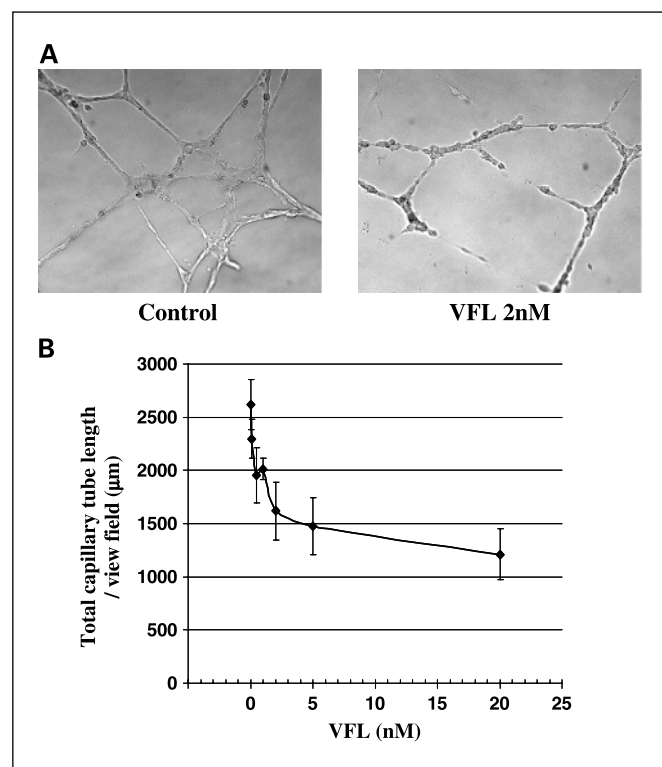 A
Control
VFL 2nM
B
Total capillary tube length
/ view field (μm)
3000
2500
2000
1500
1000
500
0
0 5 10 15 20 25
VFL (nM)